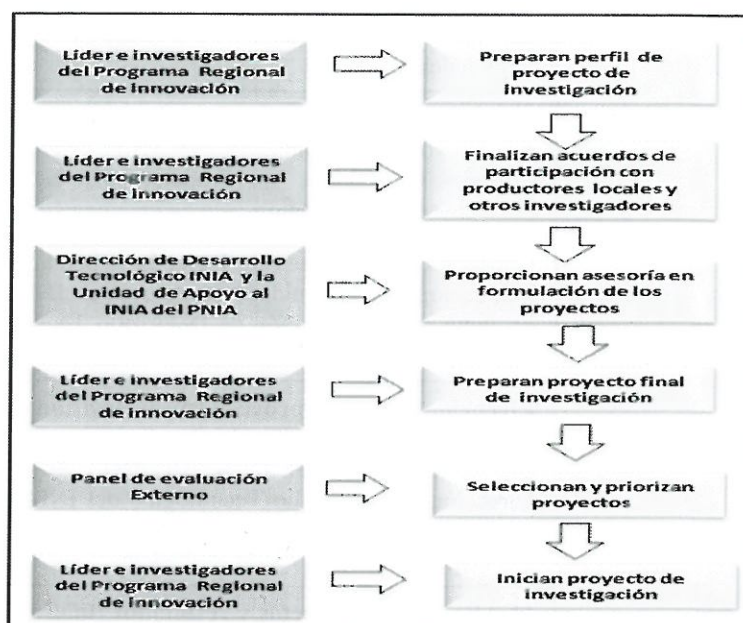 Líder e investigadores
del Programa Regional
de innovación
Preparan perfil de
proyecto de
investigación
Líder e investigadores
del Programa Regional
de innovación
Finalizan acuerdos de
participación con
productores locales y
otros investigadores
Dirección de Desarrollo
Tecnológico INIA y la
Unidad de Apoyo al
INIA del PNIA
Proporcionan asesoría en
formulación de los
proyectos
Líder e investigadores
del Programa Regional
de innovación
Preparan proyecto final
de investigación
Panel de evaluación
Externo
Seleccionan y priorizan
proyectos
Líder e investigadores
del Programa Regional
de innovación
Inician proyecto de
investigación